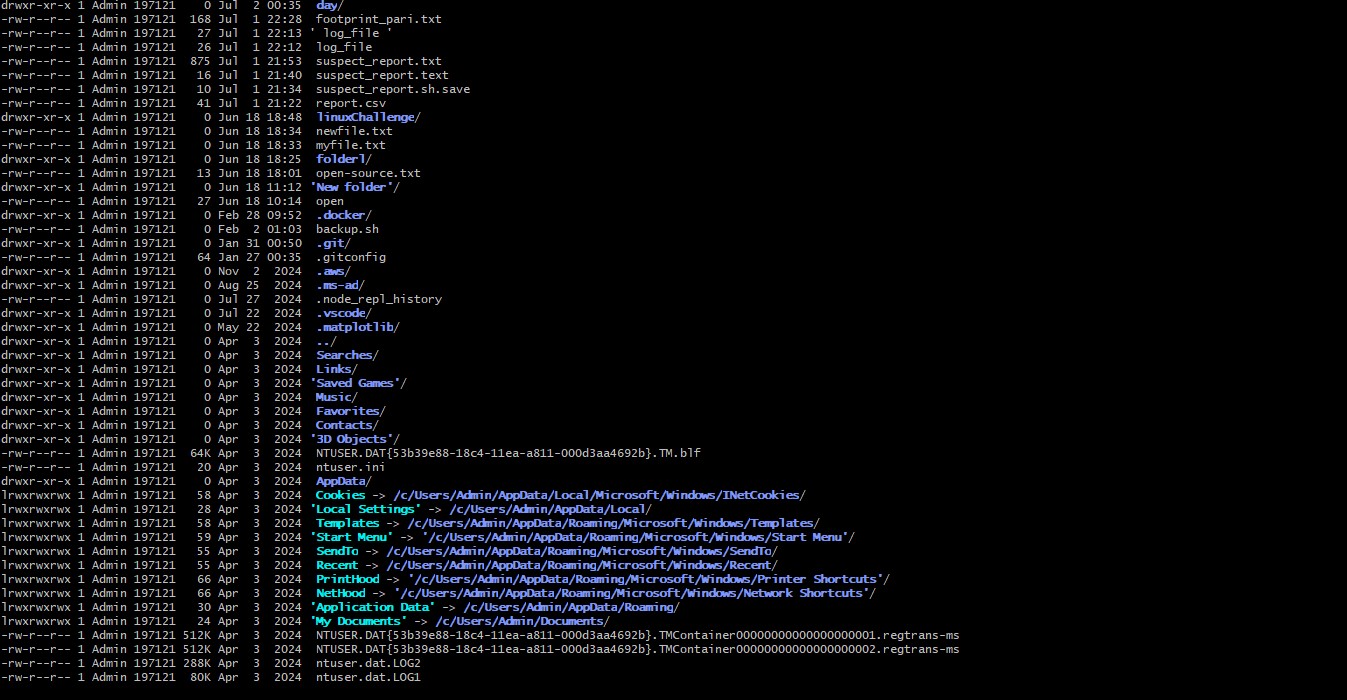 drwxr-xr-x 1 Admin 197121    0 Jul  2 00:35  day/
-rw-r--r-- 1 Admin 197121  168 Jul  1 22:28  footprint_pari.txt
-rw-r--r-- 1 Admin 197121   27 Jul  1 22:13 ' log_file '
-rw-r--r-- 1 Admin 197121   26 Jul  1 22:12  log_file
-rw-r--r-- 1 Admin 197121  875 Jul  1 21:53  suspect_report.txt
-rw-r--r-- 1 Admin 197121   16 Jul  1 21:40  suspect_report.text
-rw-r--r-- 1 Admin 197121   10 Jul  1 21:34  suspect_report.sh.save
-rw-r--r-- 1 Admin 197121   41 Jul  1 21:22  report.csv
drwxr-xr-x 1 Admin 197121    0 Jun 18 18:48  linuxChallenge/
-rw-r--r-- 1 Admin 197121    0 Jun 18 18:34  newfile.txt
-rw-r--r-- 1 Admin 197121    0 Jun 18 18:33  myfile.txt
drwxr-xr-x 1 Admin 197121    0 Jun 18 18:25  folder1/
-rw-r--r-- 1 Admin 197121   13 Jun 18 18:01  open-source.txt
drwxr-xr-x 1 Admin 197121    0 Jun 18 11:12 'New folder'/
-rw-r--r-- 1 Admin 197121   27 Jun 18 10:14  open
drwxr-xr-x 1 Admin 197121    0 Feb 28 09:52  .docker/
-rw-r--r-- 1 Admin 197121    0 Feb  2 01:03  backup.sh
drwxr-xr-x 1 Admin 197121    0 Jan 31 00:50  .git/
-rw-r--r-- 1 Admin 197121   64 Jan 27 00:35  .gitconfig
drwxr-xr-x 1 Admin 197121    0 Nov  2  2024  .aws/
drwxr-xr-x 1 Admin 197121    0 Aug 25  2024  .ms-ad/
-rw-r--r-- 1 Admin 197121    0 Jul 27  2024  .node_repl_history
drwxr-xr-x 1 Admin 197121    0 Jul 22  2024  .vscode/
drwxr-xr-x 1 Admin 197121    0 May 22  2024  .matplotlib/
drwxr-xr-x 1 Admin 197121    0 Apr  3  2024  ../
drwxr-xr-x 1 Admin 197121    0 Apr  3  2024  Searches/
drwxr-xr-x 1 Admin 197121    0 Apr  3  2024  Links/
drwxr-xr-x 1 Admin 197121    0 Apr  3  2024 'Saved Games'/
drwxr-xr-x 1 Admin 197121    0 Apr  3  2024  Music/
drwxr-xr-x 1 Admin 197121    0 Apr  3  2024  Favorites/
drwxr-xr-x 1 Admin 197121    0 Apr  3  2024  Contacts/
drwxr-xr-x 1 Admin 197121    0 Apr  3  2024 '3D Objects'/
-rw-r--r-- 1 Admin 197121  64K Apr  3  2024  NTUSER.DAT{53b39e88-18c4-11ea-a811-000d3aa4692b}.TM.blf
-rw-r--r-- 1 Admin 197121   20 Apr  3  2024  ntuser.ini
drwxr-xr-x 1 Admin 197121    0 Apr  3  2024  AppData/
lrwxrwxrwx 1 Admin 197121   58 Apr  3  2024  Cookies -> /c/Users/Admin/AppData/Local/Microsoft/Windows/INetCookies/
lrwxrwxrwx 1 Admin 197121   28 Apr  3  2024 'Local Settings' -> /c/Users/Admin/AppData/Local/
lrwxrwxrwx 1 Admin 197121   58 Apr  3  2024  Templates -> /c/Users/Admin/AppData/Roaming/Microsoft/Windows/Templates/
lrwxrwxrwx 1 Admin 197121   59 Apr  3  2024 'Start Menu' -> '/c/Users/Admin/AppData/Roaming/Microsoft/Windows/Start Menu'/
lrwxrwxrwx 1 Admin 197121   55 Apr  3  2024  SendTo -> /c/Users/Admin/AppData/Roaming/Microsoft/Windows/SendTo/
lrwxrwxrwx 1 Admin 197121   55 Apr  3  2024  Recent -> /c/Users/Admin/AppData/Roaming/Microsoft/Windows/Recent/
lrwxrwxrwx 1 Admin 197121   66 Apr  3  2024  PrintHood -> '/c/Users/Admin/AppData/Roaming/Microsoft/Windows/Printer Shortcuts'/
lrwxrwxrwx 1 Admin 197121   66 Apr  3  2024  NetHood -> '/c/Users/Admin/AppData/Roaming/Microsoft/Windows/Network Shortcuts'/
lrwxrwxrwx 1 Admin 197121   30 Apr  3  2024 'Application Data' -> /c/Users/Admin/AppData/Roaming/
lrwxrwxrwx 1 Admin 197121   24 Apr  3  2024 'My Documents' -> /c/Users/Admin/Documents/
-rw-r--r-- 1 Admin 197121 512K Apr  3  2024  NTUSER.DAT{53b39e88-18c4-11ea-a811-000d3aa4692b}.TMContainer00000000000000000001.regtrans-ms
-rw-r--r-- 1 Admin 197121 512K Apr  3  2024  NTUSER.DAT{53b39e88-18c4-11ea-a811-000d3aa4692b}.TMContainer00000000000000000002.regtrans-ms
-rw-r--r-- 1 Admin 197121 288K Apr  3  2024  ntuser.dat.LOG2
-rw-r--r-- 1 Admin 197121  80K Apr  3  2024  ntuser.dat.LOG1